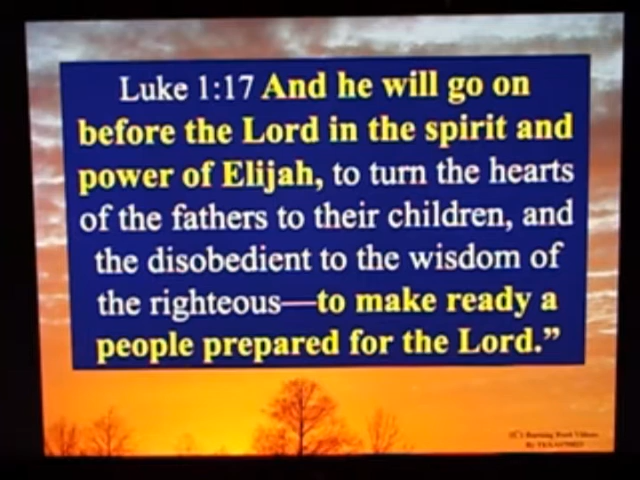 Luke 1:17 And he will go on
before the Lord in the spirit and
power of Elijah, to turn the hearts
of the fathers to their children, and
the disobedient to the wisdom of
the righteous—to make ready a
people prepared for the Lord.”